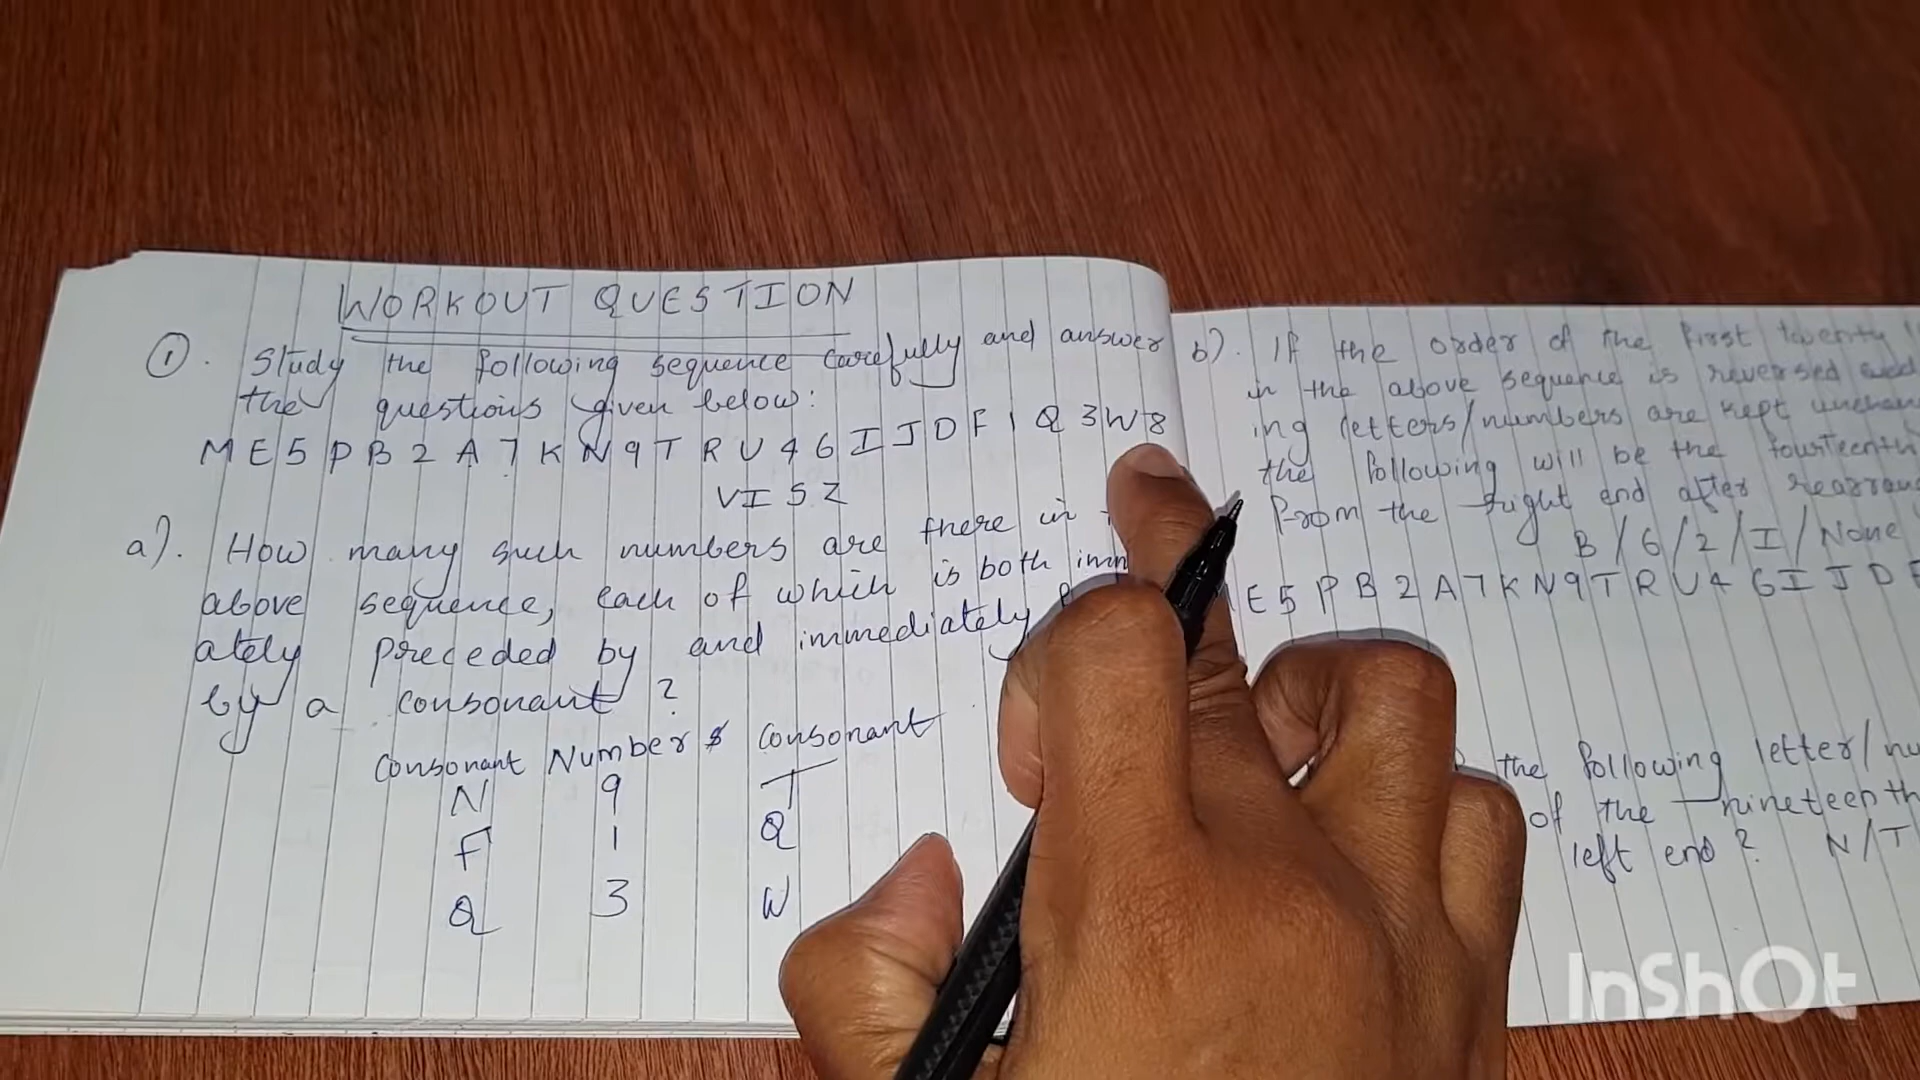 WORKOUT QUESTION
①. Study the following sequence carefully and answer
the questions given below:
M E 5 P B 2 A 7 K N 9 T R U 4 6 I J D F 1 Q 3 W 8
V I S Z
a). How many such numbers are there in
above sequence, each of which is both imm
ately preceded by and immediately
by a consonant ?
Consonant Numbers Consonant
N 9 T
F 1 Q
Q 3 W
b). If the order of the first twenty
in the above sequence is reversed
ing letters/numbers are kept unchan
the following will be the fourteenth
from the right end after rearran
B/6/2/I/None
E 5 P B 2 A 7 K N 9 T R U 4 6 I J D F
the following letter/nu
of the nineteenth
left end ? N/T
InShOt